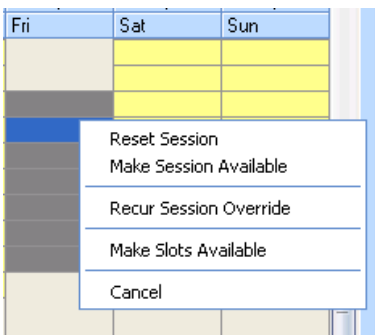 Fri Sat Sun
Reset Session
Make Session Available
Recur Session Override
Make Slots Available
Cancel